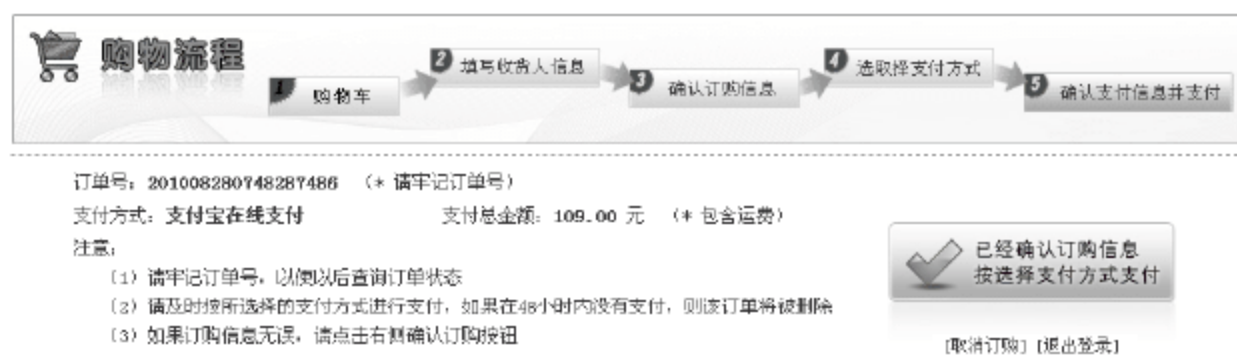 购物流程
1 购物车
2 填写收货人信息
3 确认订购信息
4 选取择支付方式
5 确认支付信息并支付
订单号：201008280748287486 （* 请牢记订单号）
支付方式：支付宝在线支付 支付总金额：109.00 元 （* 包含运费）
注意：
（1）请牢记订单号，以便以后查询订单状态
（2）请及时按所选择的支付方式进行支付，如果在48小时内没有支付，则该订单将被删除
（3）如果订购信息无误，请点击右侧确认订购按钮
已经确认订购信息
按选择支付方式支付
[取消订购] [退出登录]